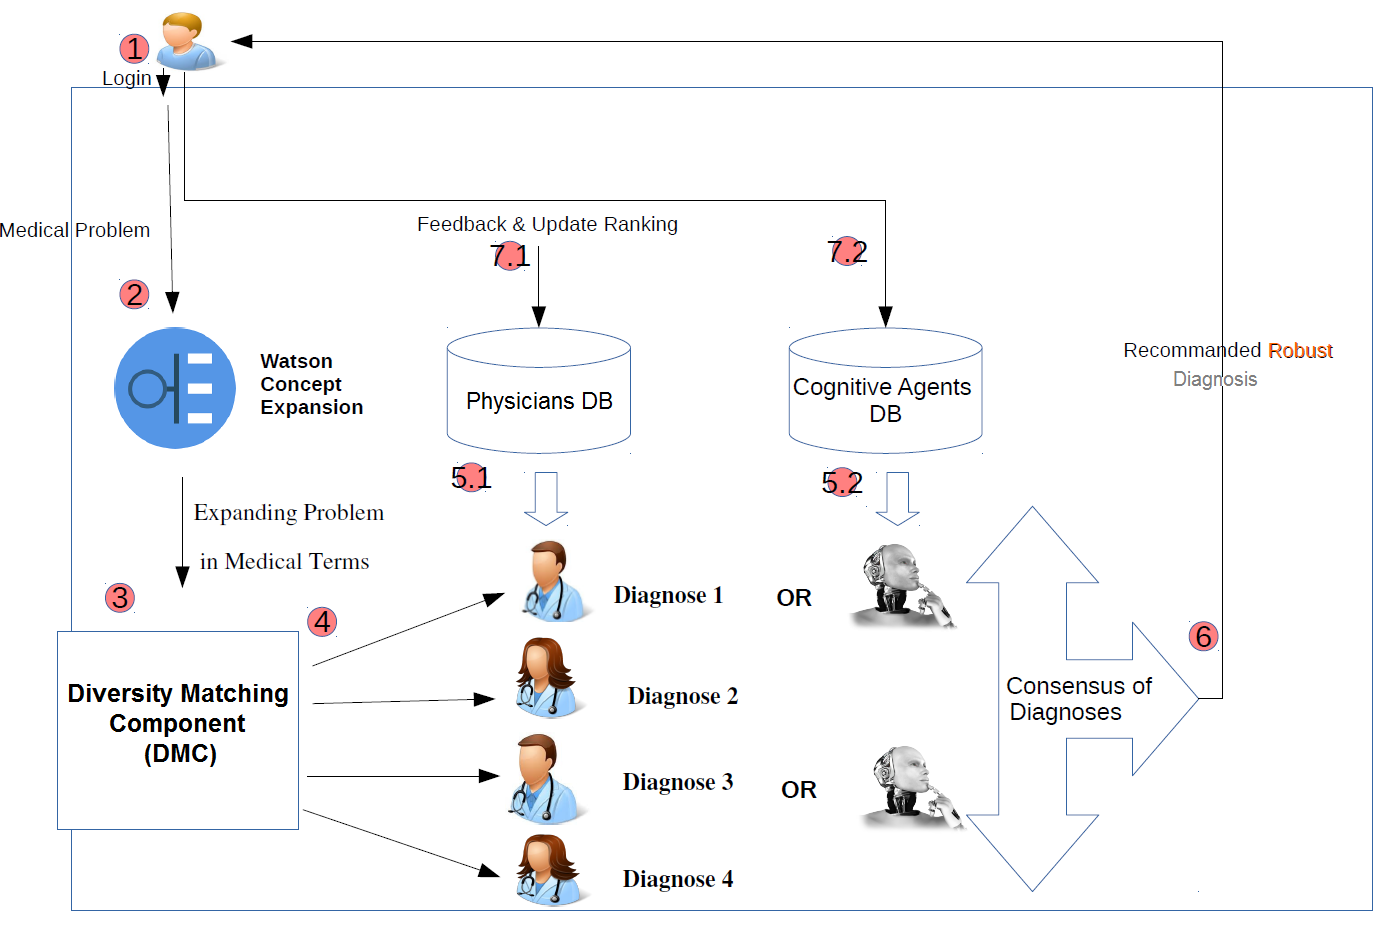 1
Login
Medical Problem
Feedback & Update Ranking
7.1
7.2
2
Watson
Concept
Expansion
Physicians DB
Cognitive Agents
DB
Recommanded Robust
Diagnosis
5.1
5.2
Expanding Problem
in Medical Terms
3
4
Diagnose 1
OR
6
Diversity Matching
Component
(DMC)
Diagnose 2
Consensus of
Diagnoses
Diagnose 3
OR
Diagnose 4